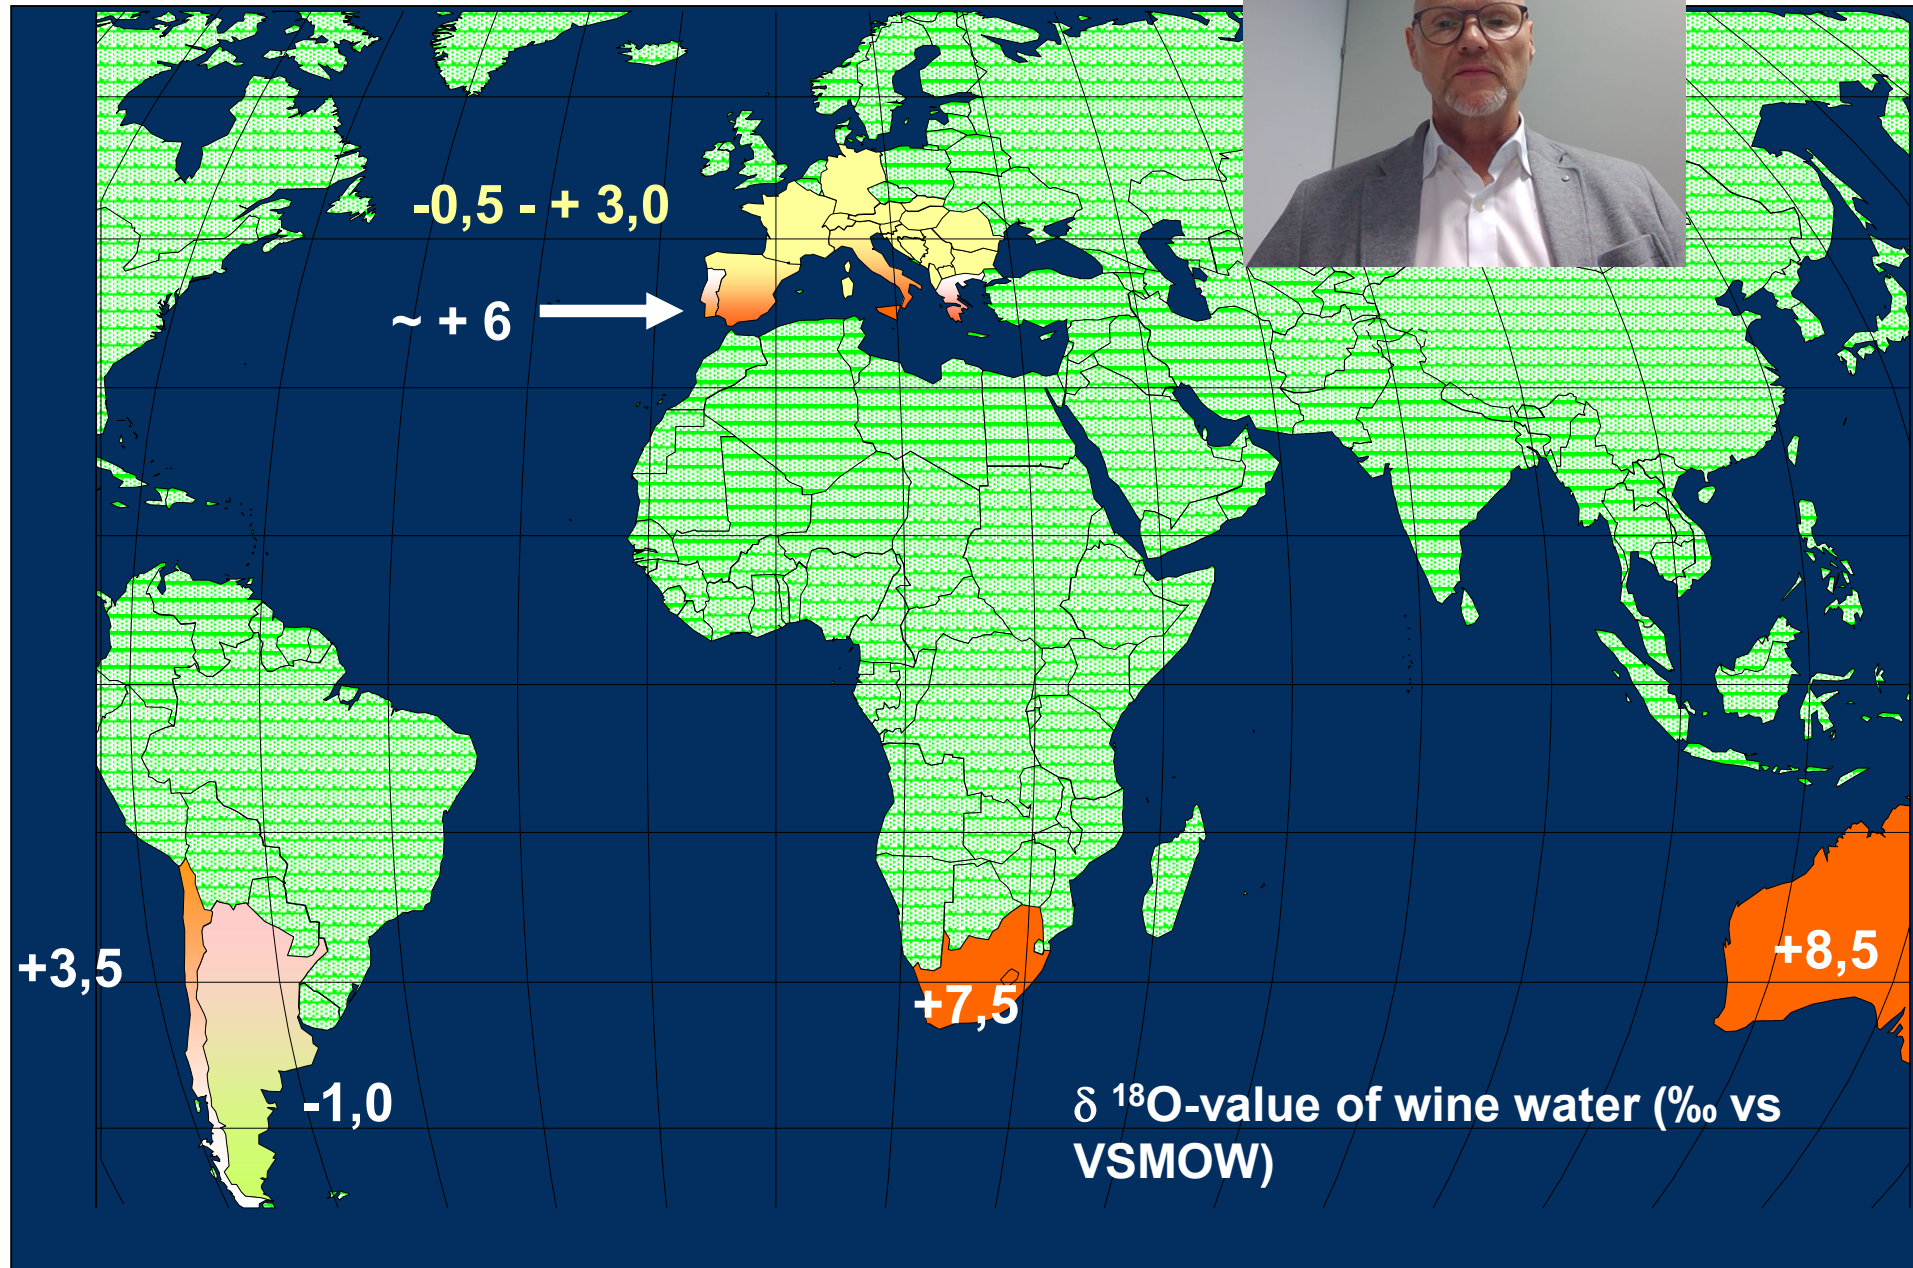 -0,5 - + 3,0
~ + 6
+3,5
+8,5
+7,5
-1,0
δ ¹⁸O-value of wine water (‰ vs
VSMOW)